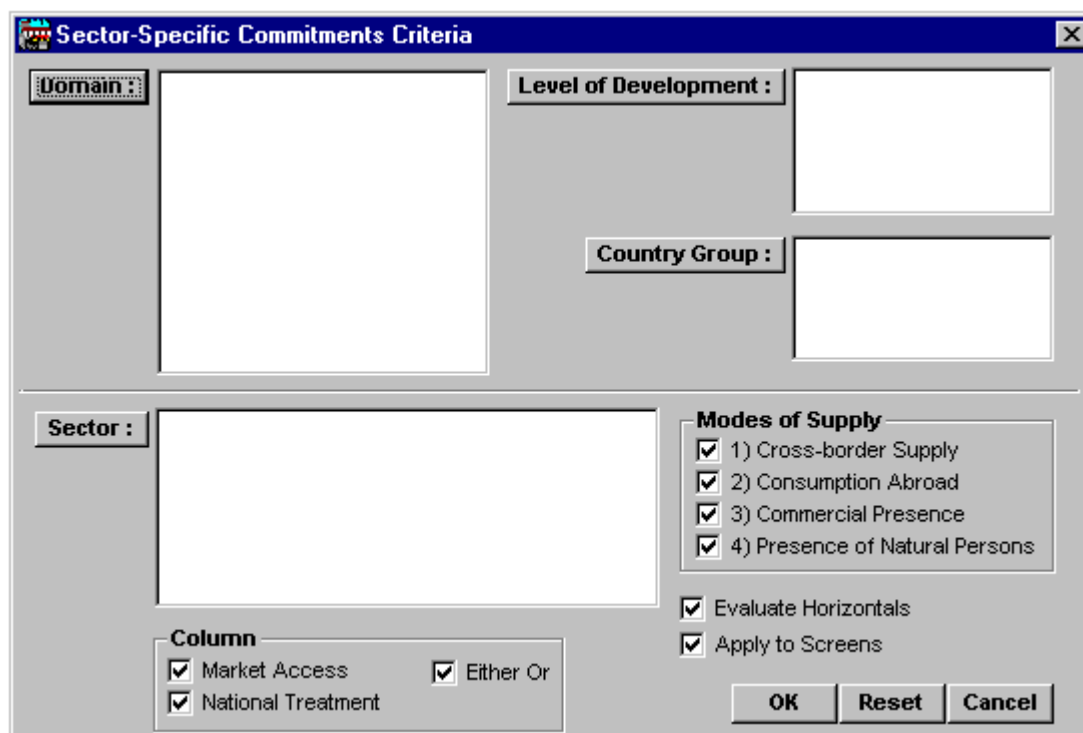 Sector-Specific Commitments Criteria
Domain :
Level of Development :
Country Group :
Sector :
Modes of Supply
1) Cross-border Supply
2) Consumption Abroad
3) Commercial Presence
4) Presence of Natural Persons
Evaluate Horizontals
Apply to Screens
Column
Market Access
Either Or
National Treatment
OK
Reset
Cancel